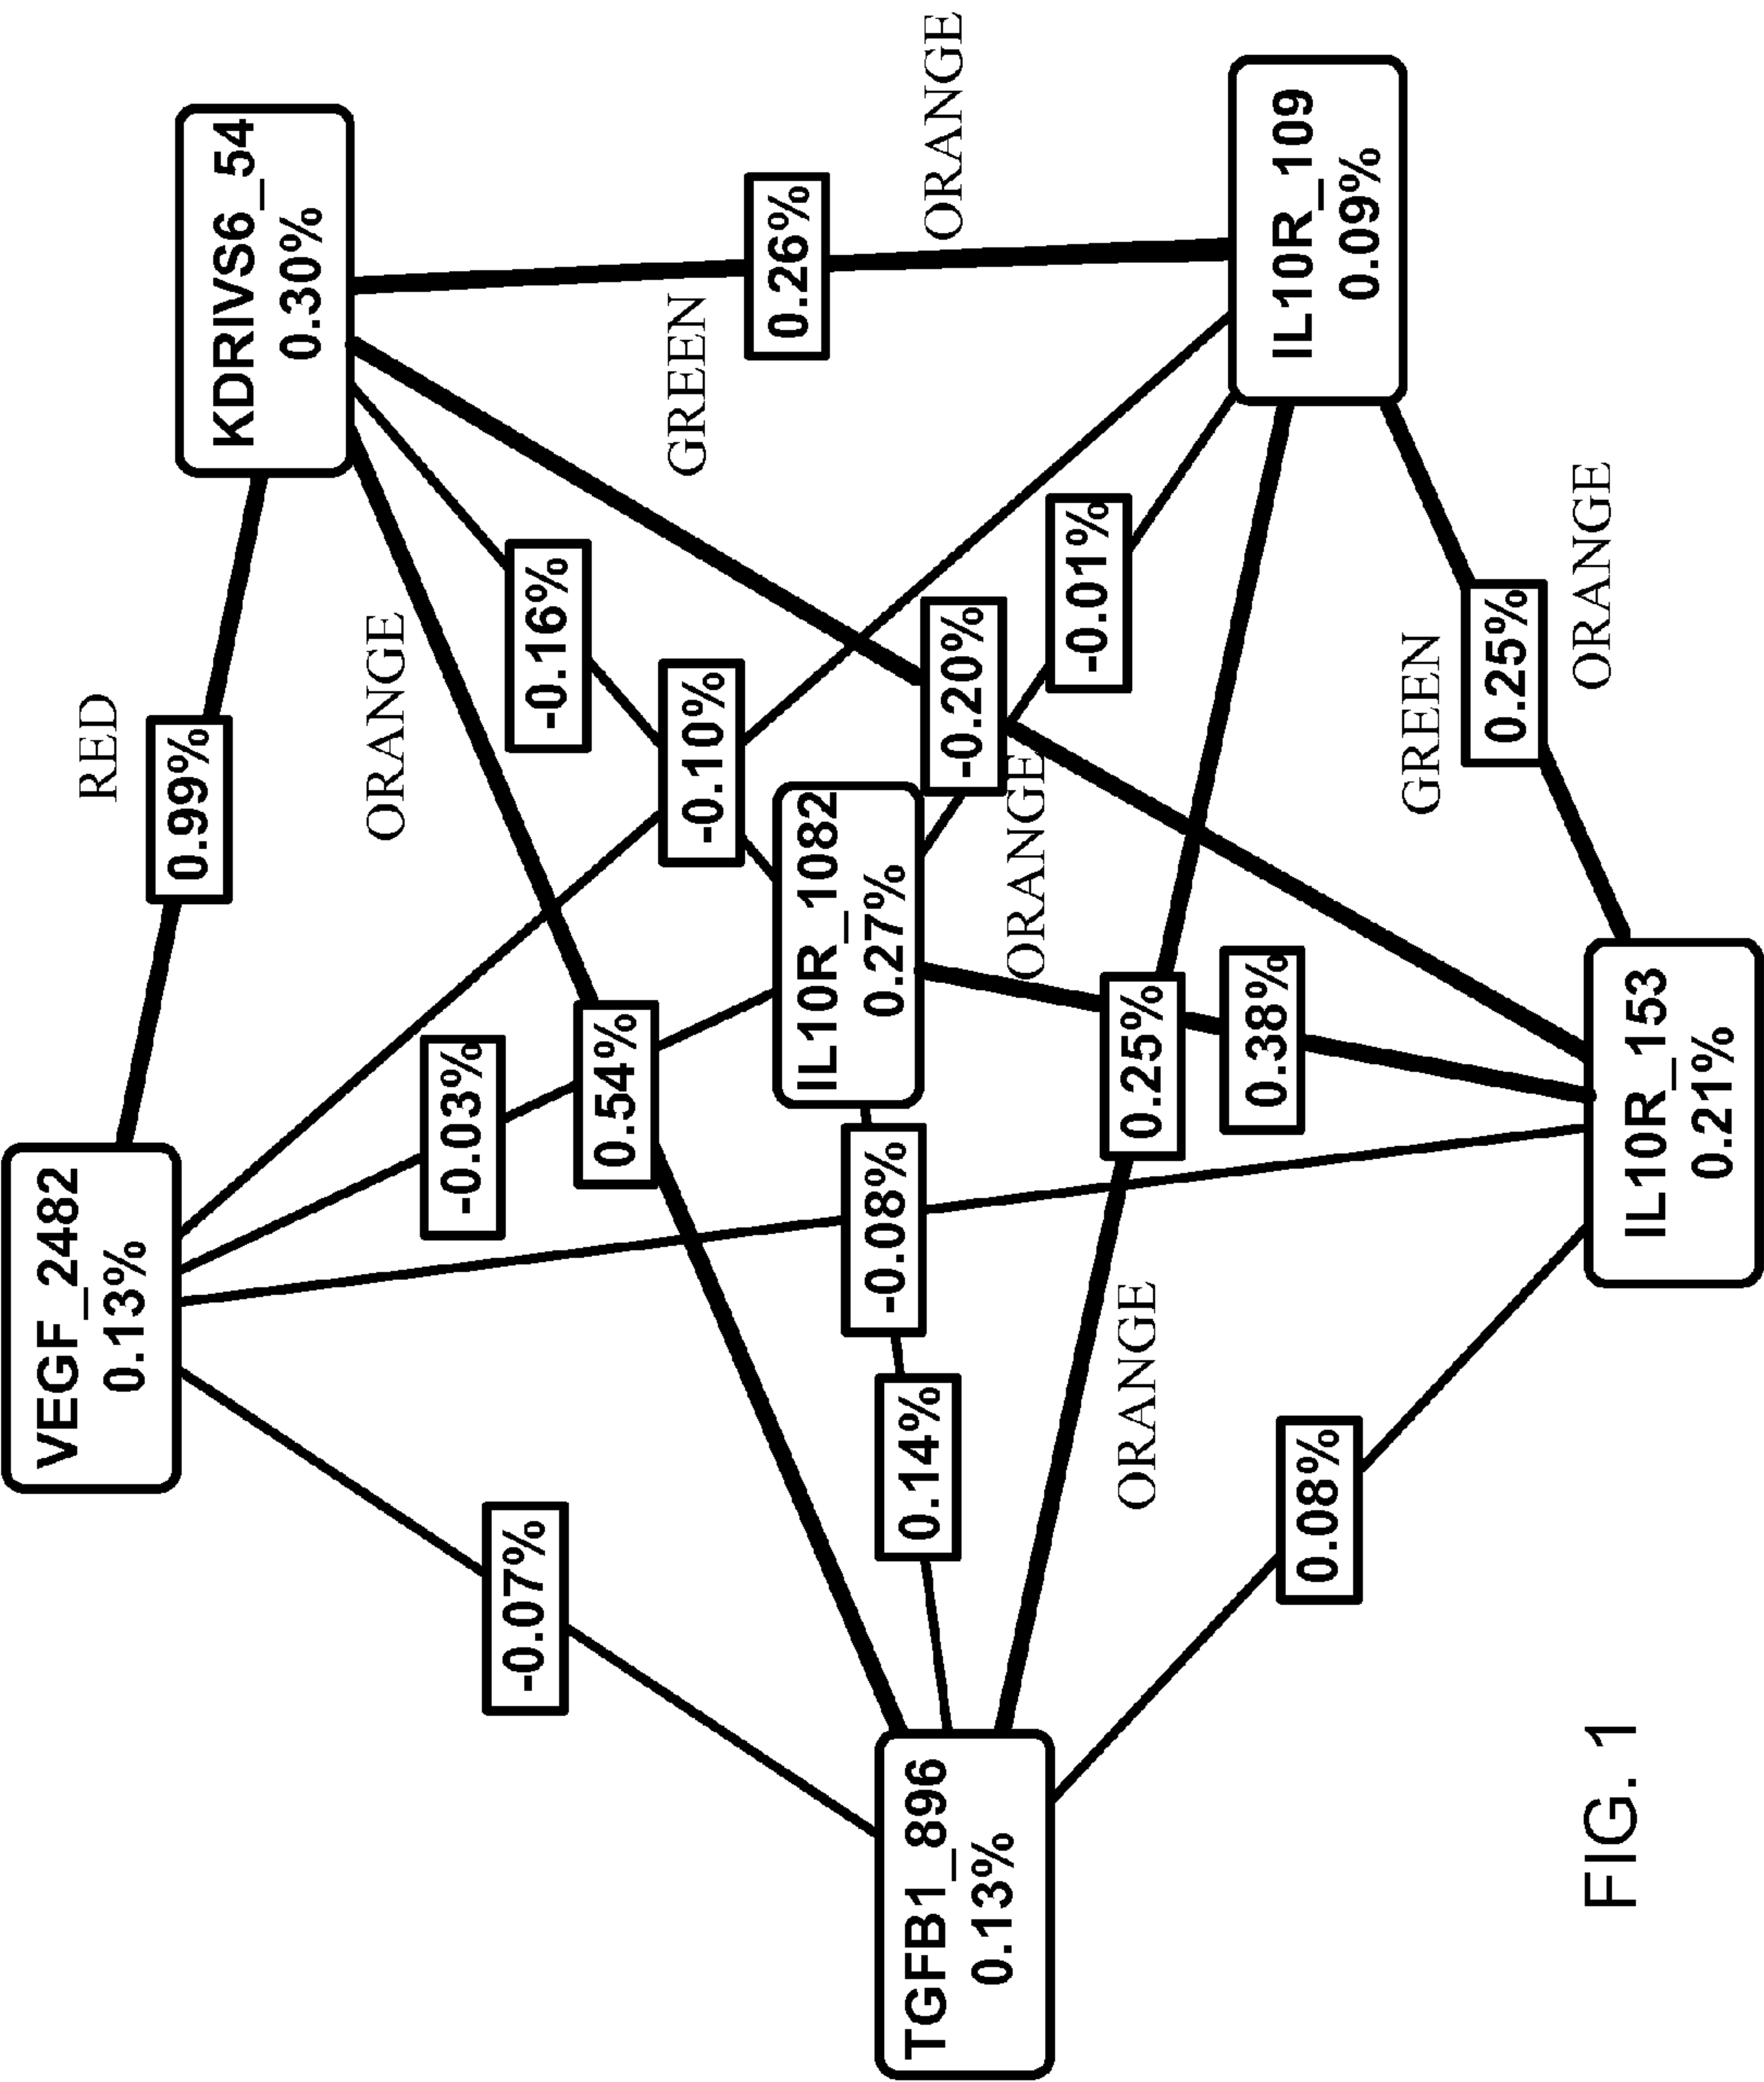 VEGF_2482
0.13%
RED
0.99%
KDRIVS6_54
0.30%
ORANGE
-0.07%
-0.03%
0.54%
-0.16%
-0.10%
GREEN
0.26%
ORANGE
TGFB1_896
0.13%
0.14%
-0.08%
IL10R_1082
0.27%
-0.20%
-0.01%
ORANGE
ORANGE
0.25%
0.38%
IL10R_109
0.09%
0.08%
GREEN
0.25%
ORANGE
IL10R_153
0.21%
FIG. 1